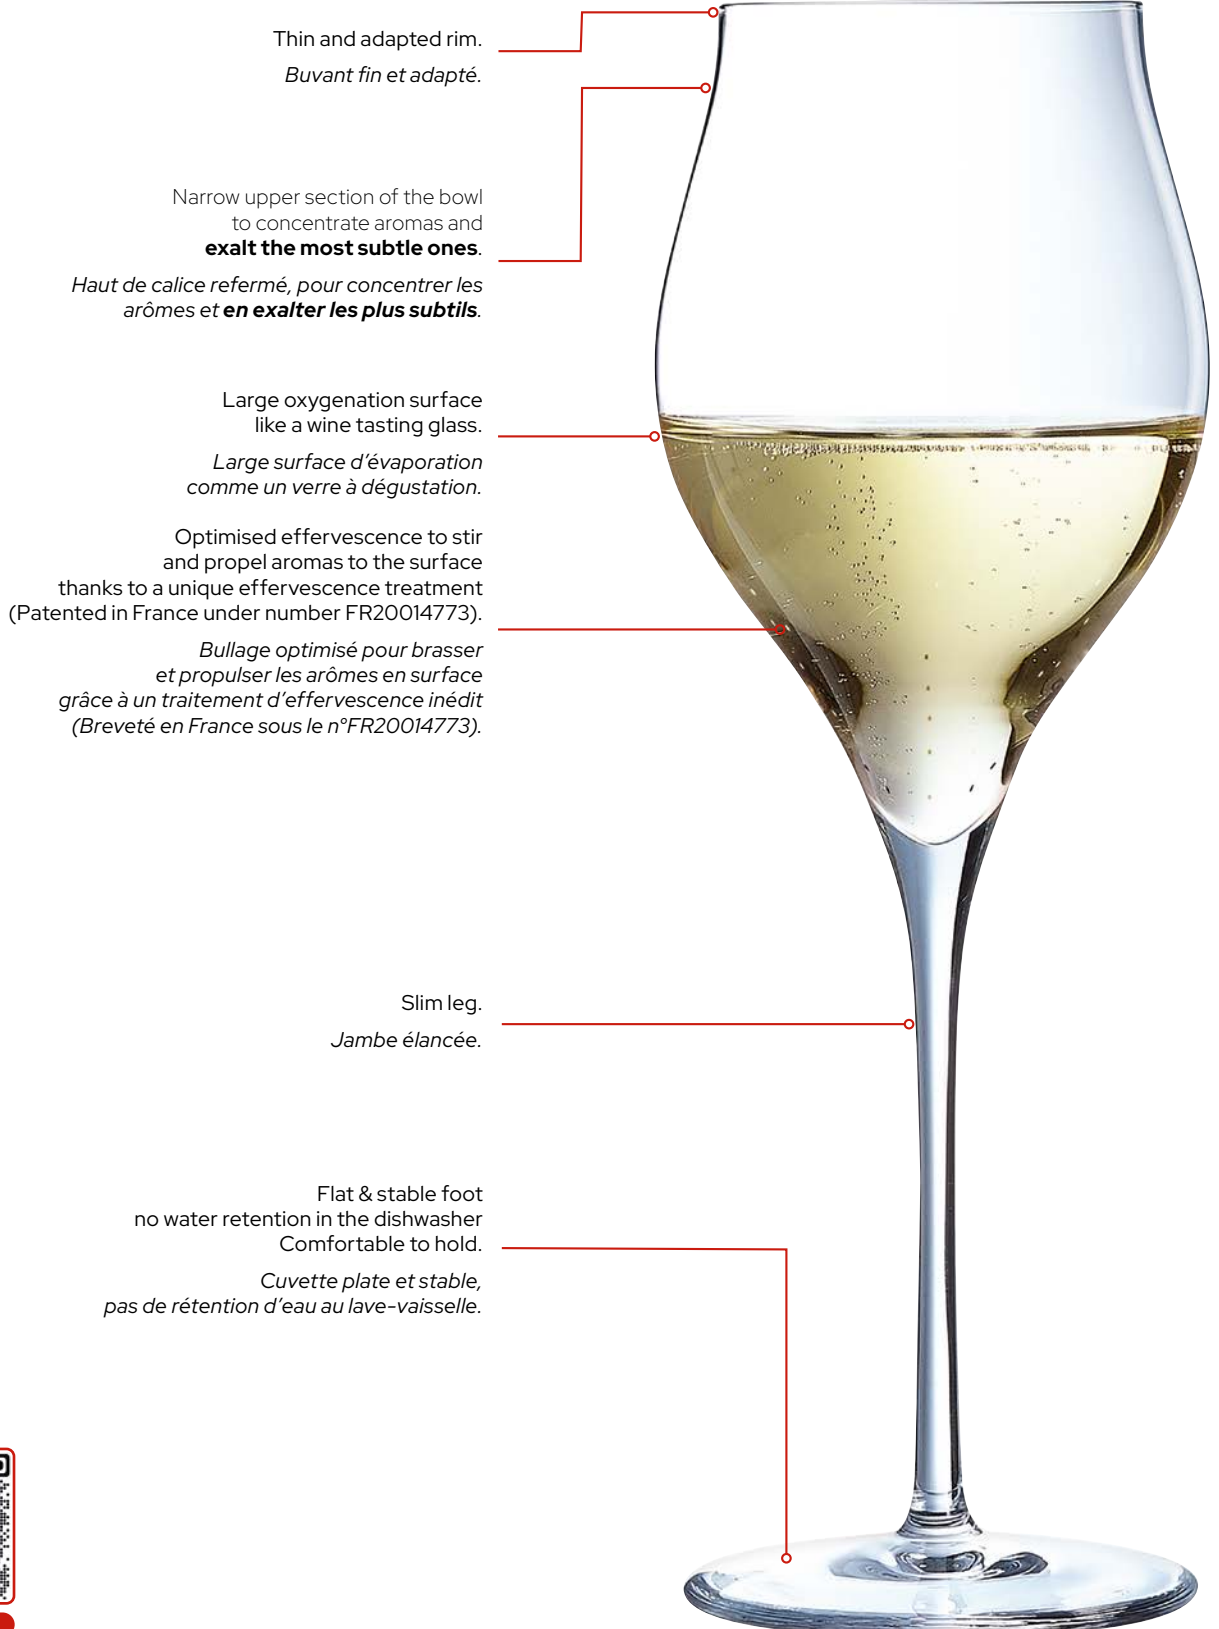 Thin and adapted rim.
Buvant fin et adapté.
Narrow upper section of the bowl
to concentrate aromas and
exalt the most subtle ones.
Haut de calice refermé, pour concentrer les
arômes et en exalter les plus subtils.
Large oxygenation surface
like a wine tasting glass.
Large surface d’évaporation
comme un verre à dégustation.
Optimised effervescence to stir
and propel aromas to the surface
thanks to a unique effervescence treatment
(Patented in France under number FR20014773).
Bullage optimisé pour brasser
et propulser les arômes en surface
grâce à un traitement d’effervescence inédit
(Breveté en France sous le n°FR20014773).
Slim leg.
Jambe élancée.
Flat & stable foot
no water retention in the dishwasher
Comfortable to hold.
Cuvette plate et stable,
pas de rétention d’eau au lave-vaisselle.